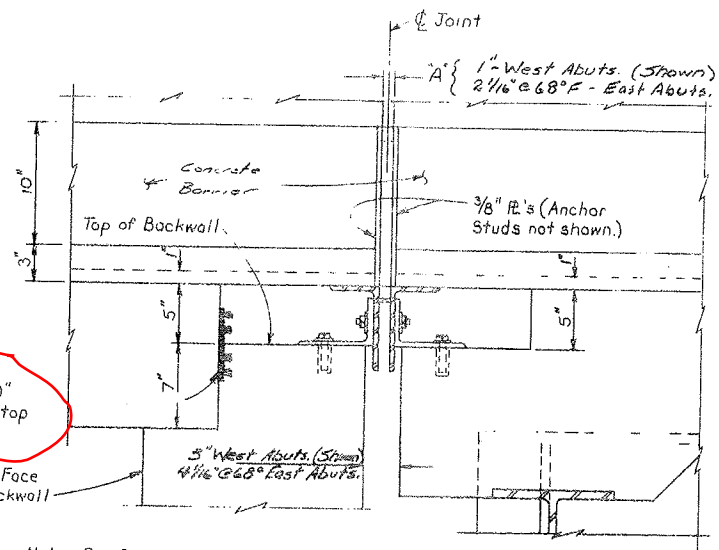 ℄ Joint
"A" { 1"-West Abuts. (Shown)
2 1/16" @ 68°F - East Abuts.
Concrete
Barrier
10"
3/8" ℄'s (Anchor
Studs not shown.)
Top of Backwall
3"
1"
1"
5"
5"
7"
0"
top
3" West Abuts. (Shown)
4 1/16" @ 68° East Abuts.
Face
ckwall